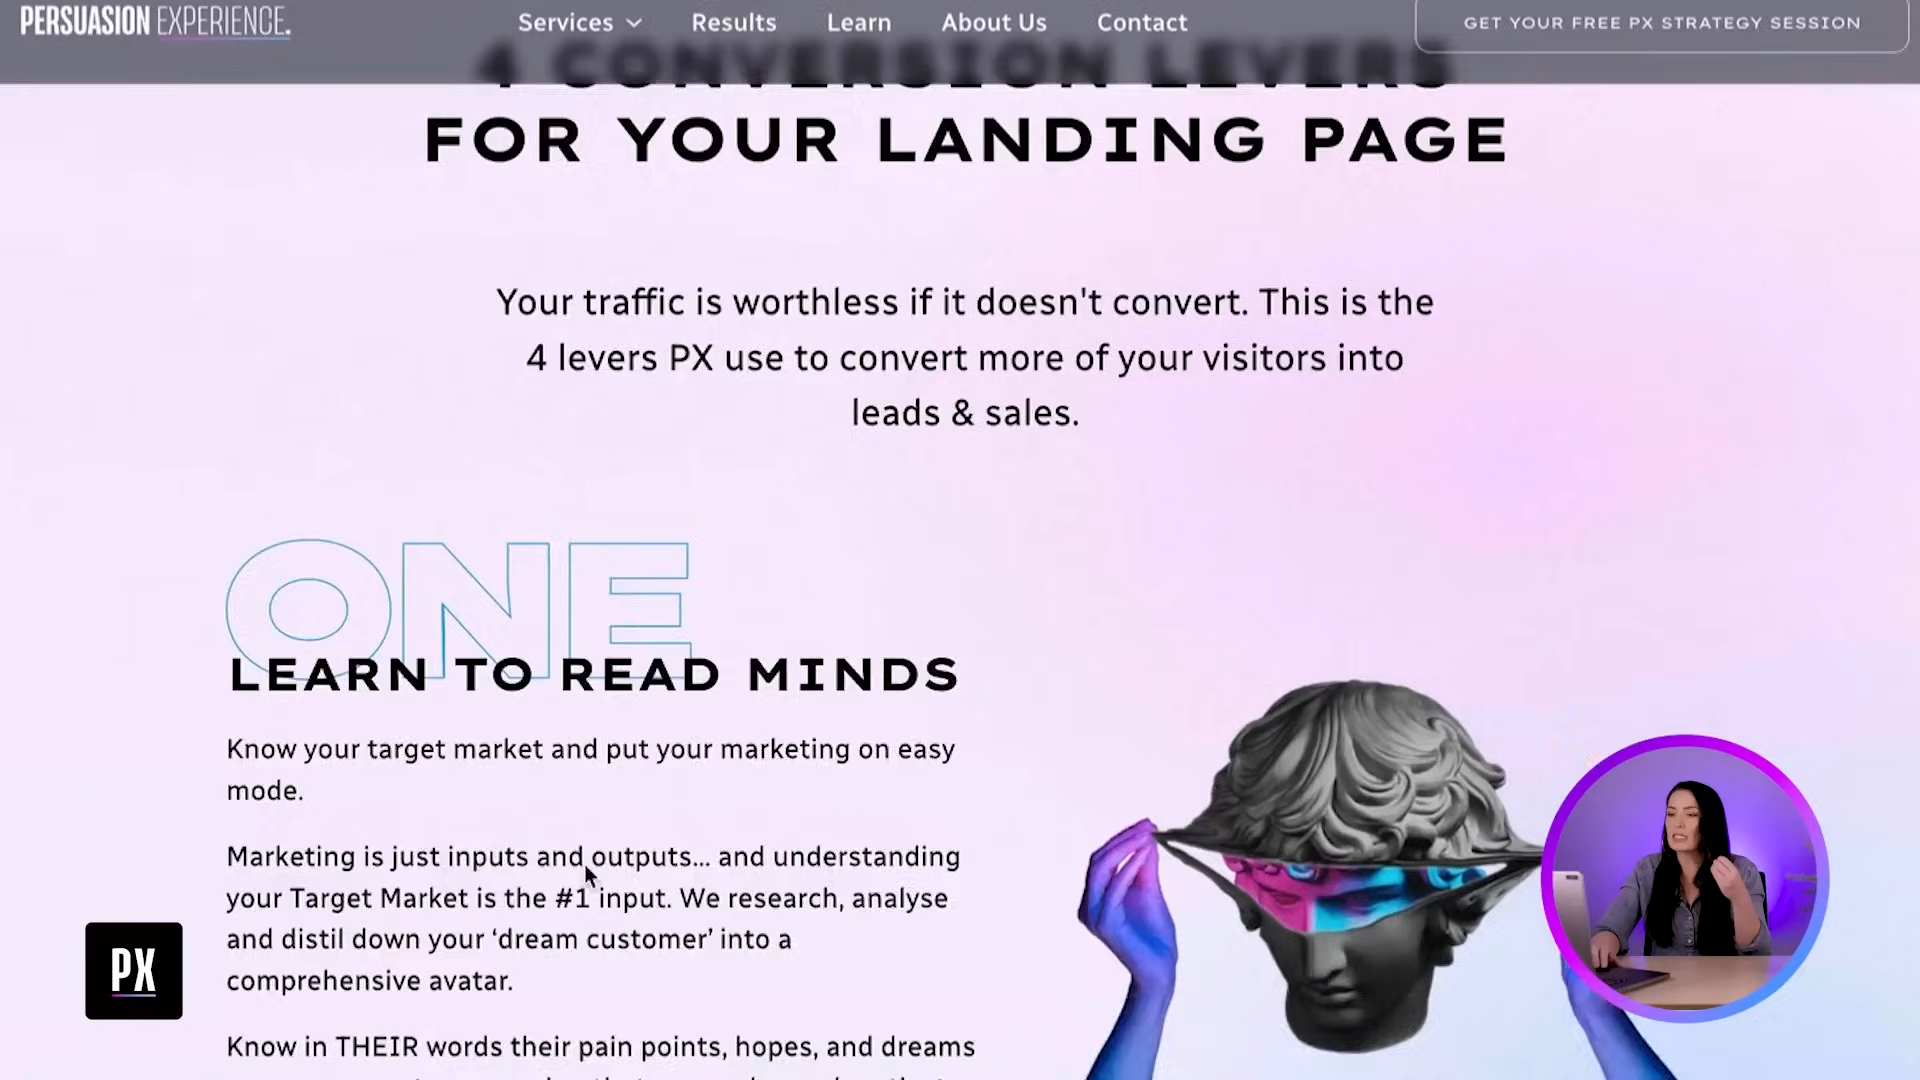 PERSUASION EXPERIENCE.
Services
Results
Learn
About Us
Contact
GET YOUR FREE PX STRATEGY SESSION
4 CONVERSION LEVERS
FOR YOUR LANDING PAGE
Your traffic is worthless if it doesn't convert. This is the
4 levers PX use to convert more of your visitors into
leads & sales.
ONE
LEARN TO READ MINDS
Know your target market and put your marketing on easy
mode.
Marketing is just inputs and outputs... and understanding
your Target Market is the #1 input. We research, analyse
and distil down your ‘dream customer’ into a
comprehensive avatar.
Know in THEIR words their pain points, hopes, and dreams
PX